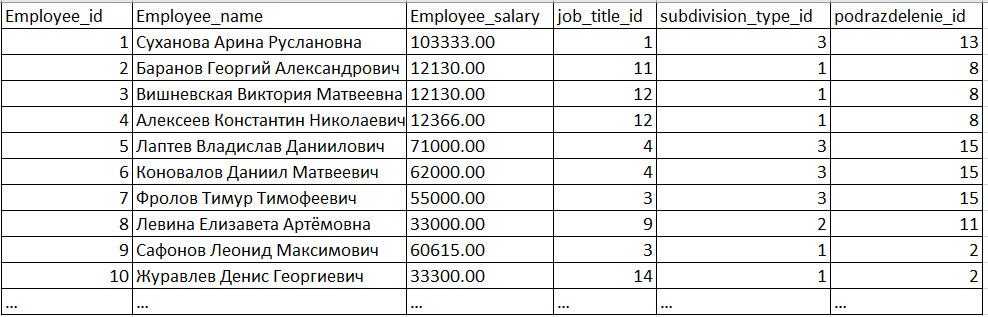 Employee_id Employee_name Employee_salary job_title_id subdivision_type_id podrazdelenie_id
1 Суханова Арина Руслановна 103333.00 1 3 13
2 Баранов Георгий Александрович 12130.00 11 1 8
3 Вишневская Виктория Матвеевна 12130.00 12 1 8
4 Алексеев Константин Николаевич 12366.00 12 1 8
5 Лаптев Владислав Даниилович 71000.00 4 3 15
6 Коновалов Даниил Матвеевич 62000.00 4 3 15
7 Фролов Тимур Тимофеевич 55000.00 3 3 15
8 Левина Елизавета Артёмовна 33000.00 9 2 11
9 Сафонов Леонид Максимович 60615.00 3 1 2
10 Журавлев Денис Георгиевич 33300.00 14 1 2
... ... ... ... ... ...